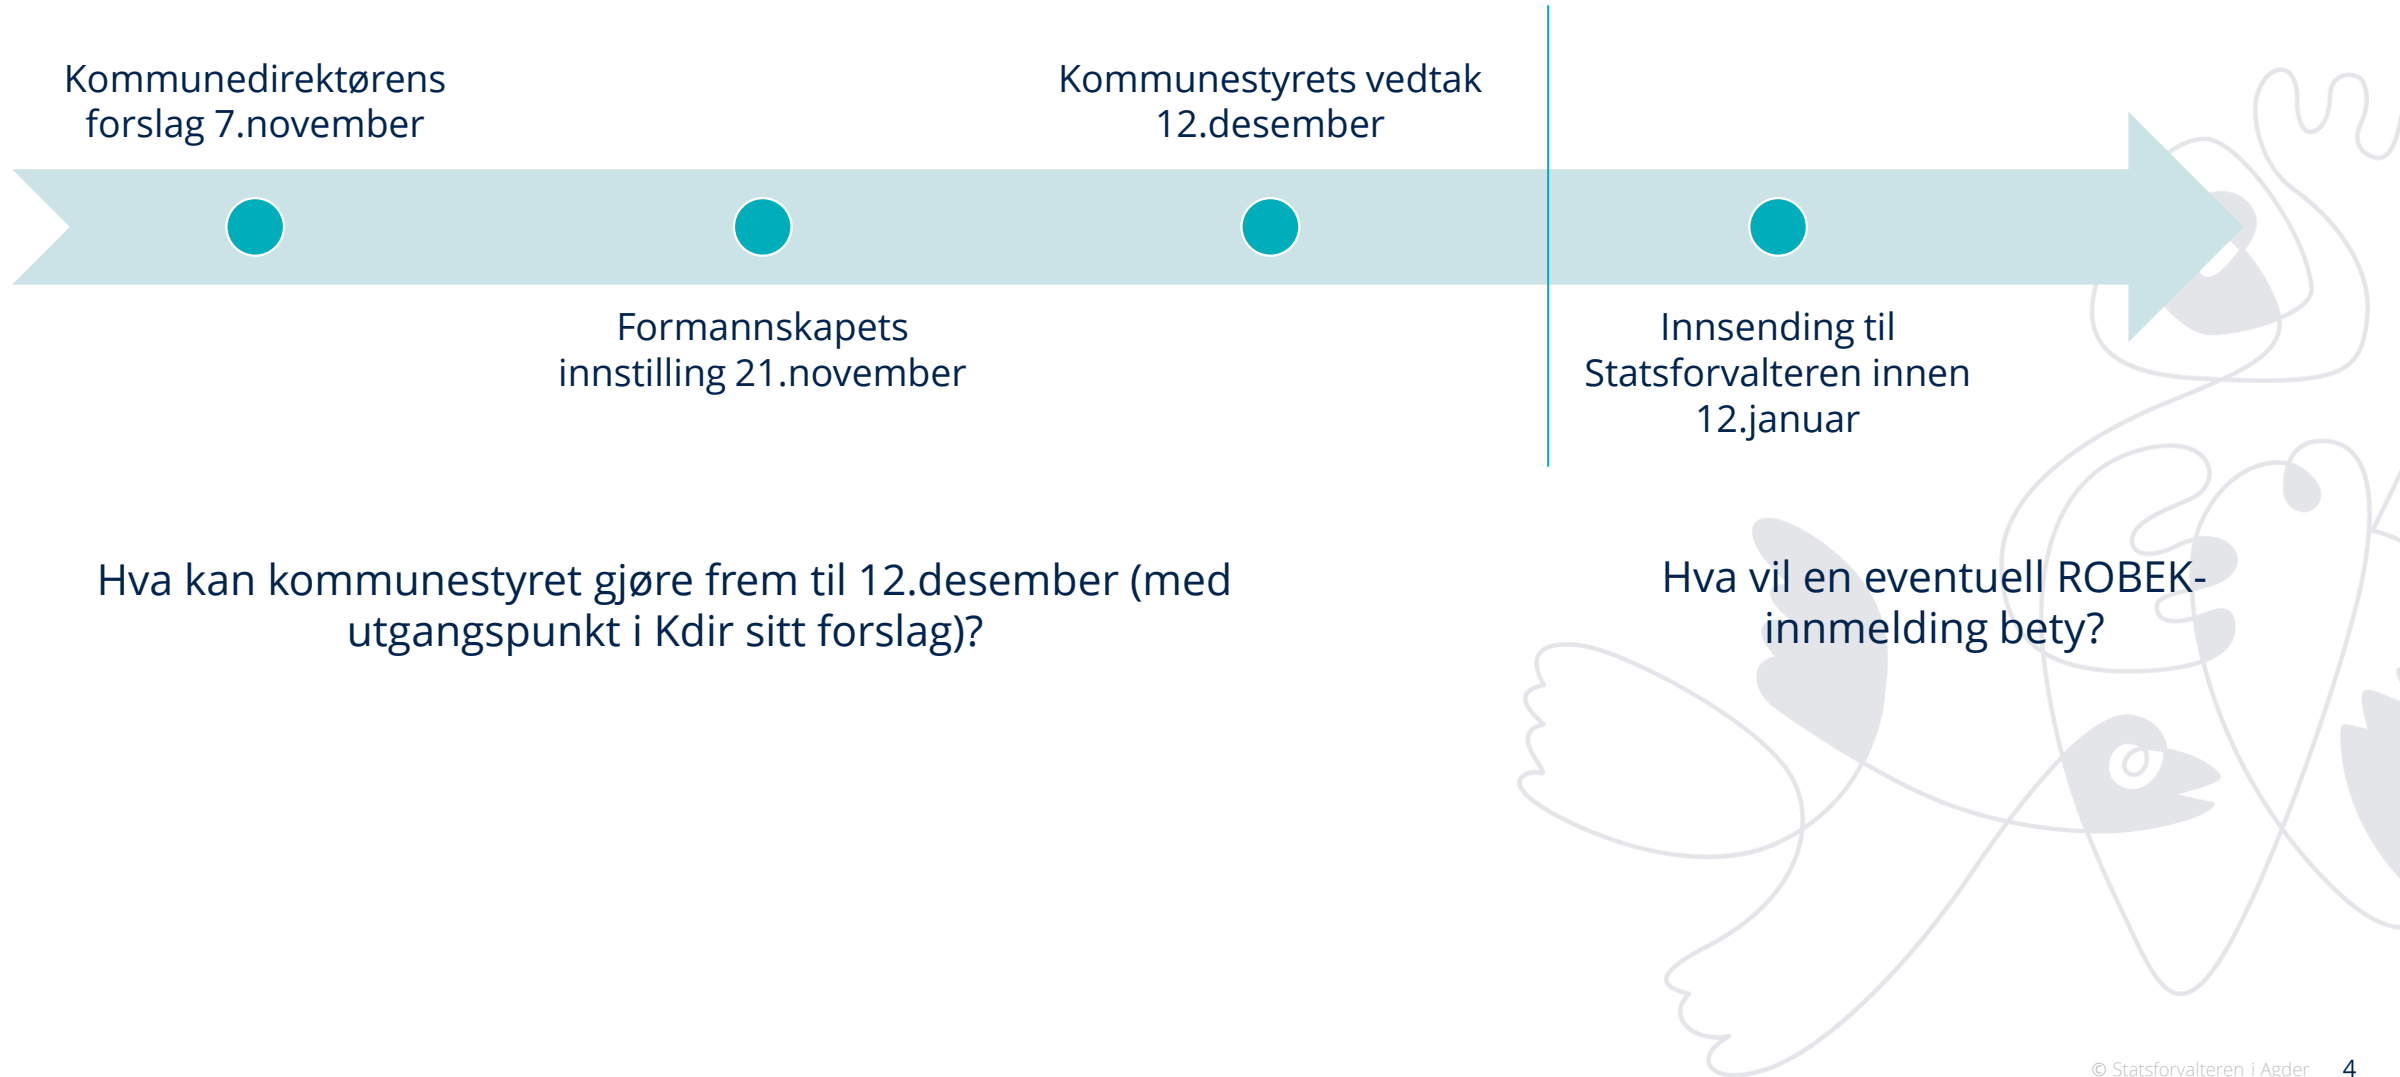 Kommunedirektørens
forslag 7.november
Kommunestyrets vedtak
12.desember
Formannskapets
innstilling 21.november
Innsending til
Statsforvalteren innen
12.januar
Hva kan kommunestyret gjøre frem til 12.desember (med
utgangspunkt i Kdir sitt forslag)?
Hva vil en eventuell ROBEK-
innmelding bety?
© Statsforvalteren i Agder
4